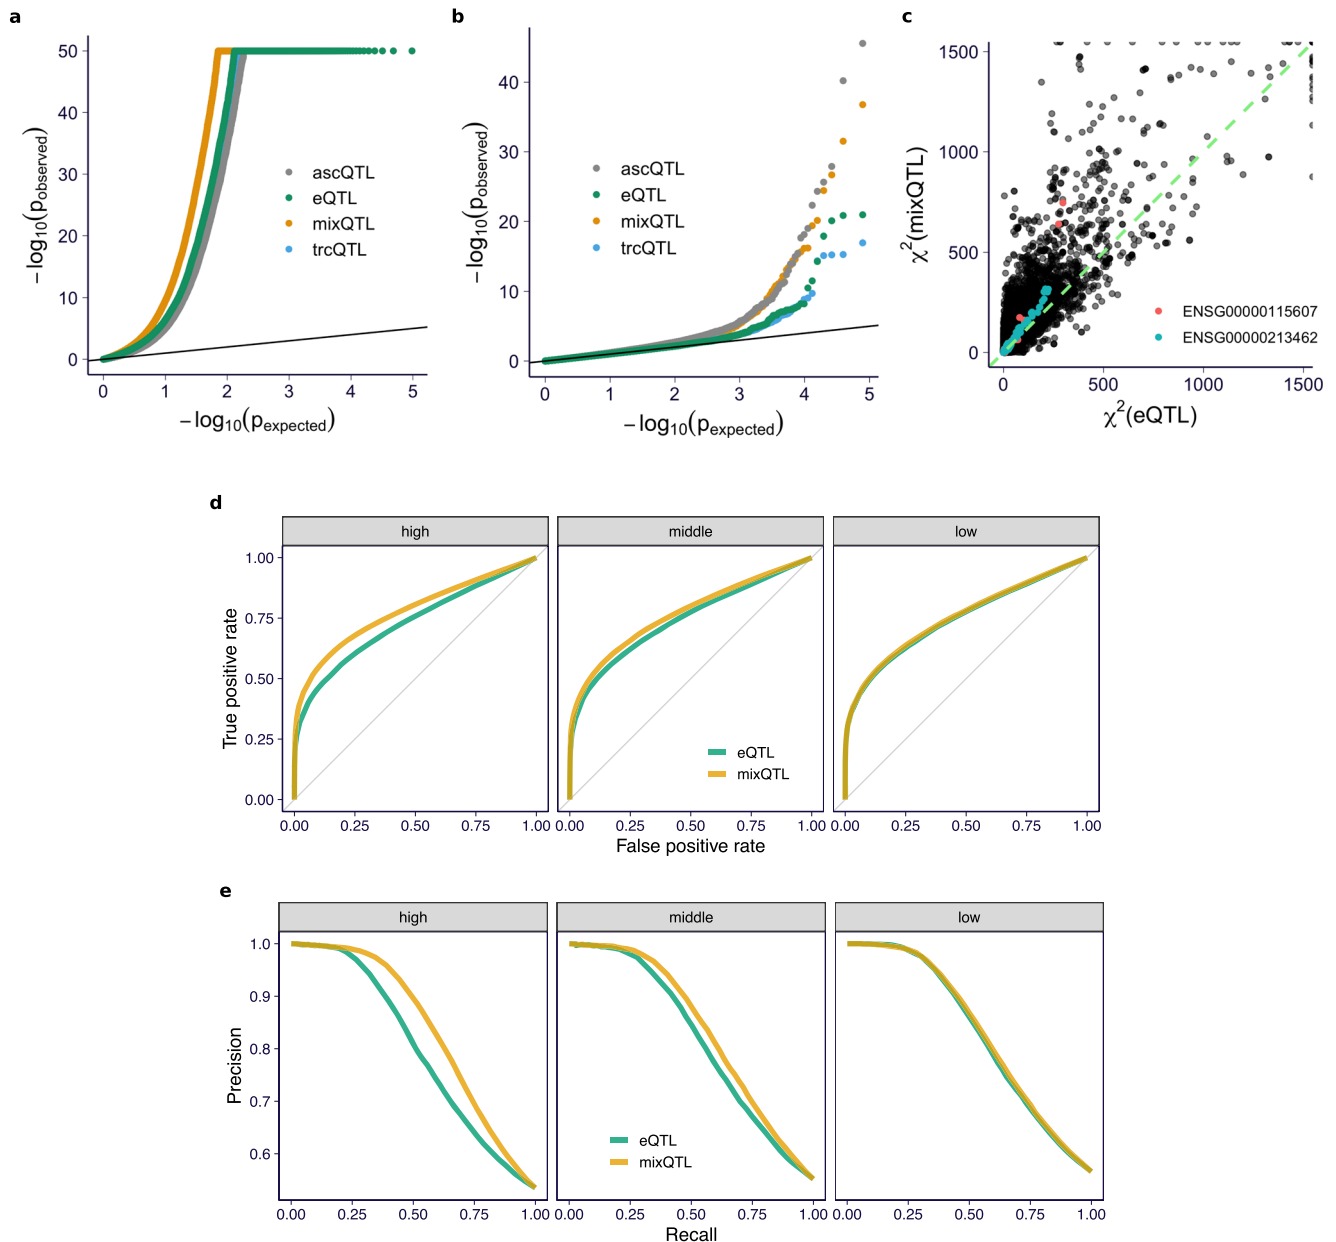 a
50
40
30
20
10
0
−log10(pobserved)
ascQTL
eQTL
mixQTL
trcQTL
0 1 2 3 4 5
−log10(pexpected)
b
40
30
20
10
0
−log10(pobserved)
ascQTL
eQTL
mixQTL
trcQTL
0 1 2 3 4 5
−log10(pexpected)
c
1500
1000
500
0
χ2(mixQTL)
ENSG00000115607
ENSG00000213462
0 500 1000 1500
χ2(eQTL)
d
high middle low
1.00
0.75
0.50
0.25
0.00
True positive rate
eQTL
mixQTL
0.00 0.25 0.50 0.75 1.00 0.00 0.25 0.50 0.75 1.00 0.00 0.25 0.50 0.75 1.00
False positive rate
e
high middle low
1.0
0.9
0.8
0.7
0.6
Precision
eQTL
mixQTL
0.00 0.25 0.50 0.75 1.00 0.00 0.25 0.50 0.75 1.00 0.00 0.25 0.50 0.75 1.00
Recall